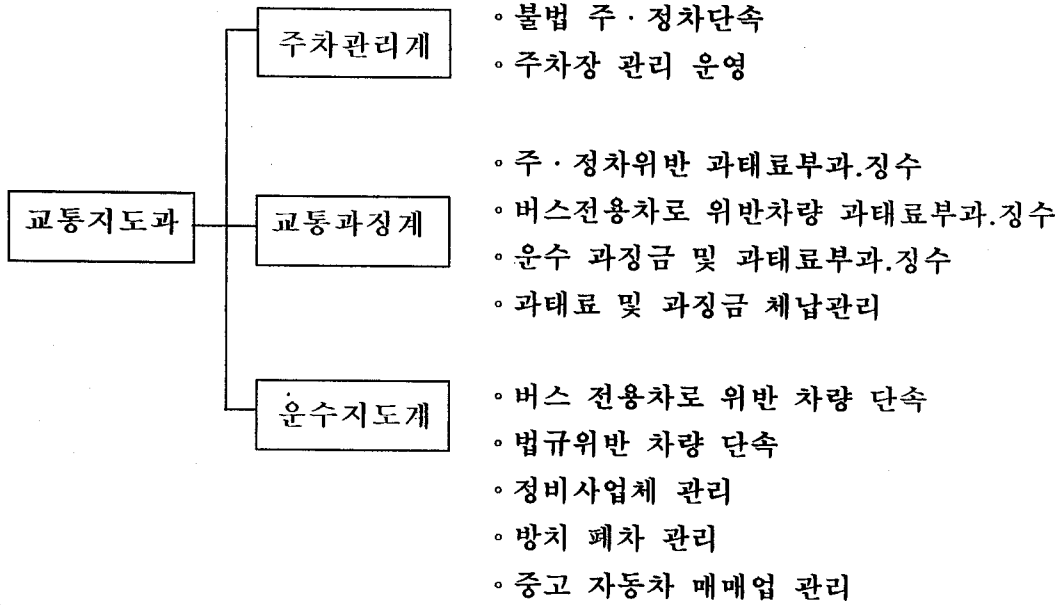 교통지도과
주차관리계
◦불법 주·정차단속
◦주차장 관리 운영
교통과징계
◦주·정차위반 과태료부과.징수
◦버스전용차로 위반차량 과태료부과.징수
◦운수 과징금 및 과태료부과.징수
◦과태료 및 과징금 체납관리
운수지도계
◦버스 전용차로 위반 차량 단속
◦법규위반 차량 단속
◦정비사업체 관리
◦방치 폐차 관리
◦중고 자동차 매매업 관리